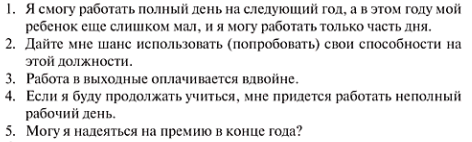 1. Я смогу работать полный день на следующий год, а в этом году мой
ребенок еще слишком мал, и я могу работать только часть дня.
2. Дайте мне шанс использовать (попробовать) свои способности на
этой должности.
3. Работа в выходные оплачивается вдвойне.
4. Если я буду продолжать учиться, мне придется работать неполный
рабочий день.
5. Могу я надеяться на премию в конце года?